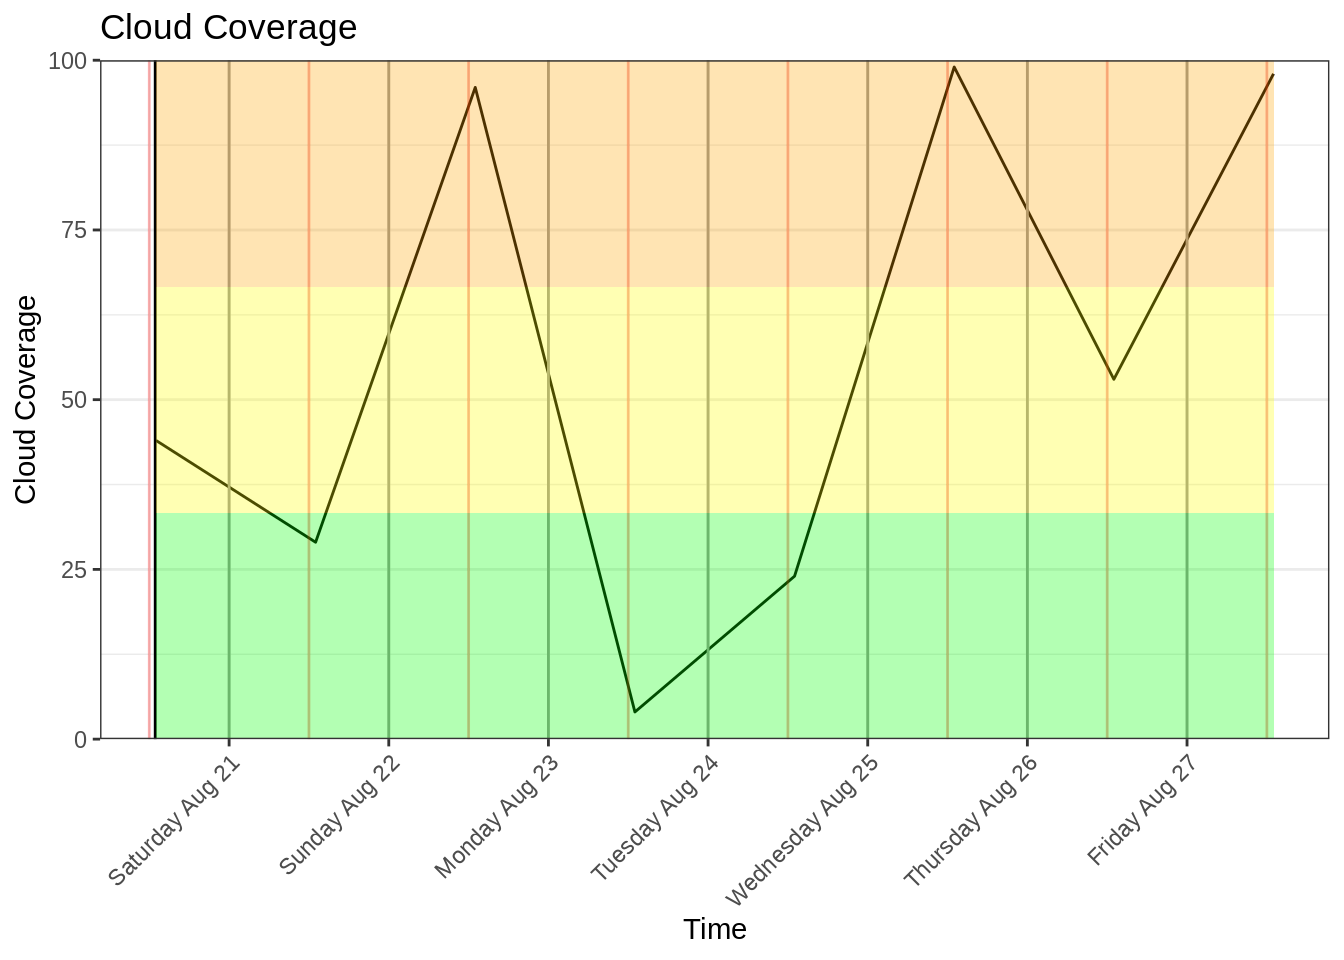 Cloud Coverage
100
75
50
25
0
Cloud Coverage
Saturday Aug 21
Sunday Aug 22
Monday Aug 23
Tuesday Aug 24
Wednesday Aug 25
Thursday Aug 26
Friday Aug 27
Time